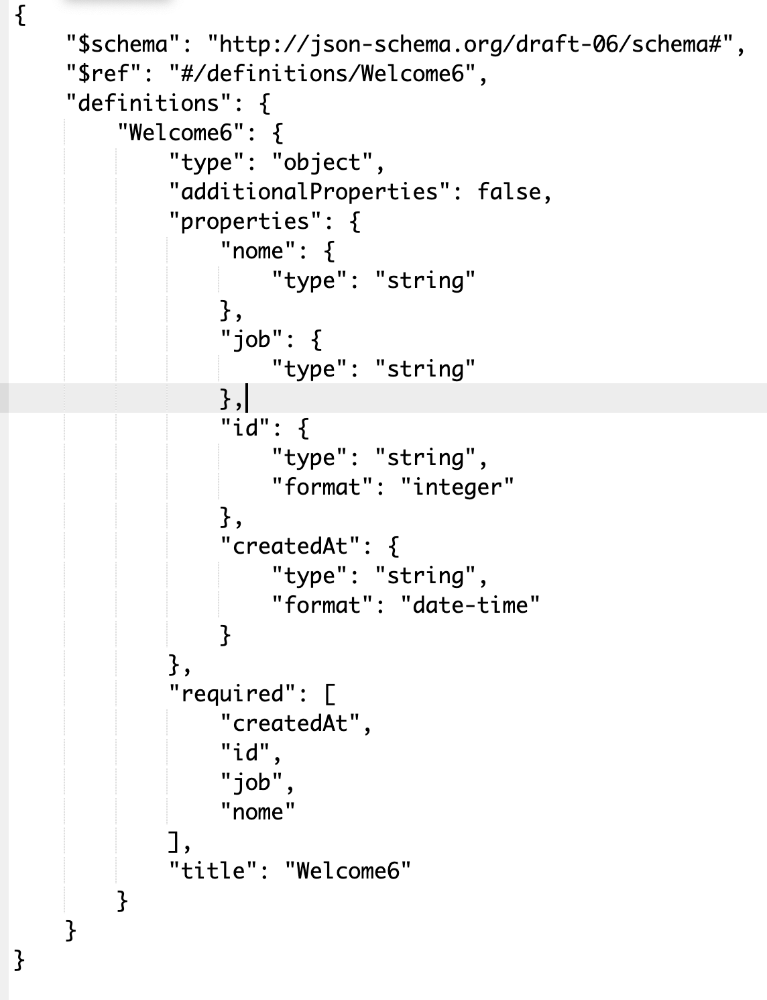 {
    "$schema": "http://json-schema.org/draft-06/schema#",
    "$ref": "#/definitions/Welcome6",
    "definitions": {
        "Welcome6": {
            "type": "object",
            "additionalProperties": false,
            "properties": {
                "nome": {
                    "type": "string"
                },
                "job": {
                    "type": "string"
                },
                "id": {
                    "type": "string",
                    "format": "integer"
                },
                "createdAt": {
                    "type": "string",
                    "format": "date-time"
                }
            },
            "required": [
                "createdAt",
                "id",
                "job",
                "nome"
            ],
            "title": "Welcome6"
        }
    }
}